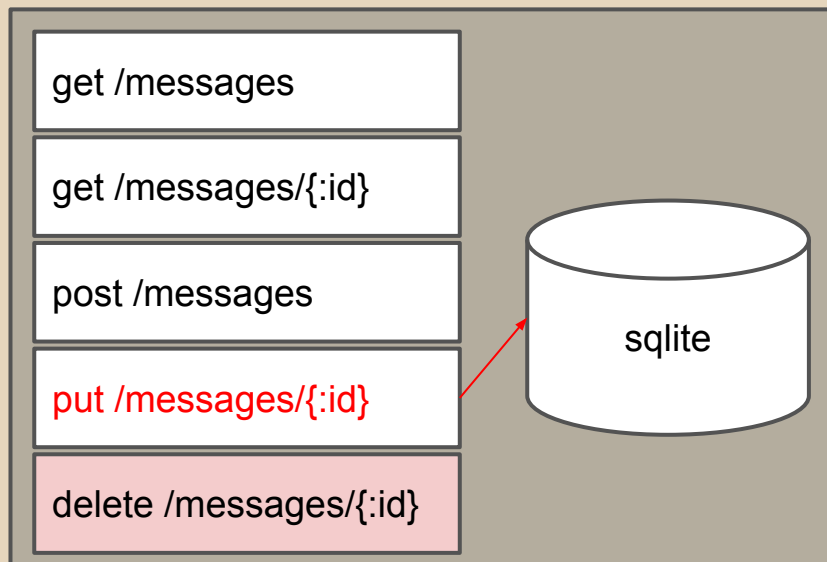 get /messages
get /messages/{:id}
post /messages
put /messages/{:id}
delete /messages/{:id}
sqlite